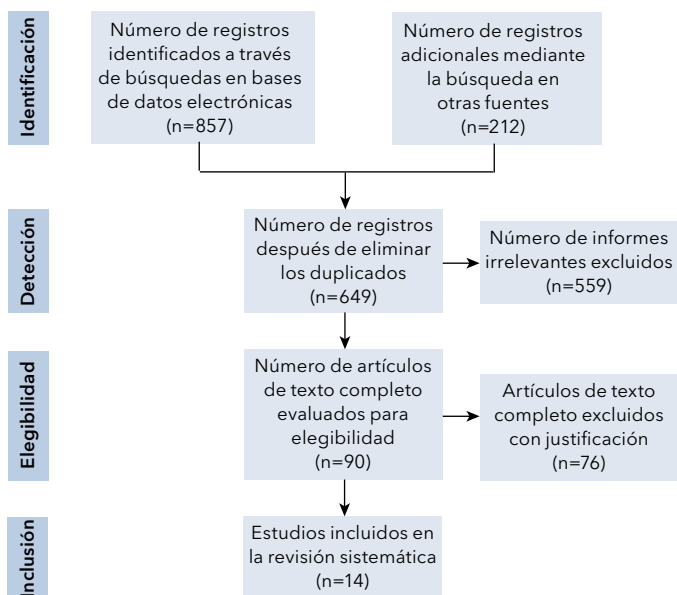 Identificación
Número de registros
identificados a través
de búsquedas en bases
de datos electrónicas
(n=857)
Número de registros
adicionales mediante
la búsqueda en
otras fuentes
(n=212)
Detección
Número de registros
después de eliminar
los duplicados
(n=649)
Número de informes
irrelevantes excluidos
(n=559)
Elegibilidad
Número de artículos
de texto completo
evaluados para
elegibilidad
(n=90)
Artículos de texto
completo excluidos
con justificación
(n=76)
Inclusión
Estudios incluidos en
la revisión sistemática
(n=14)